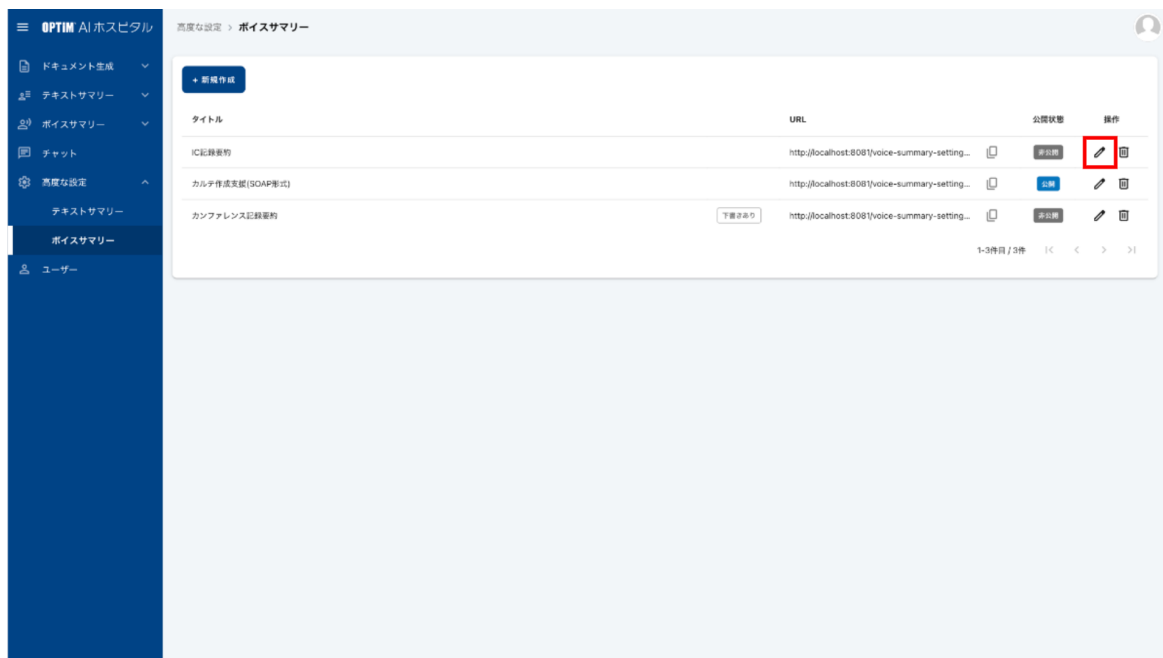 OPTIM AI ホスピタル
高度な設定 > ボイスサマリー
ドキュメント生成
テキストサマリー
ボイスサマリー
チャット
高度な設定
テキストサマリー
ボイスサマリー
ユーザー
+ 新規作成
タイトル URL 公開状態 操作
IC記録要約 http://localhost:8081/voice-summary-setting... 非公開
カルテ作成支援(SOAP形式) http://localhost:8081/voice-summary-setting... 公開
カンファレンス記録要約 下書きあり http://localhost:8081/voice-summary-setting... 非公開
1-3件目 / 3件